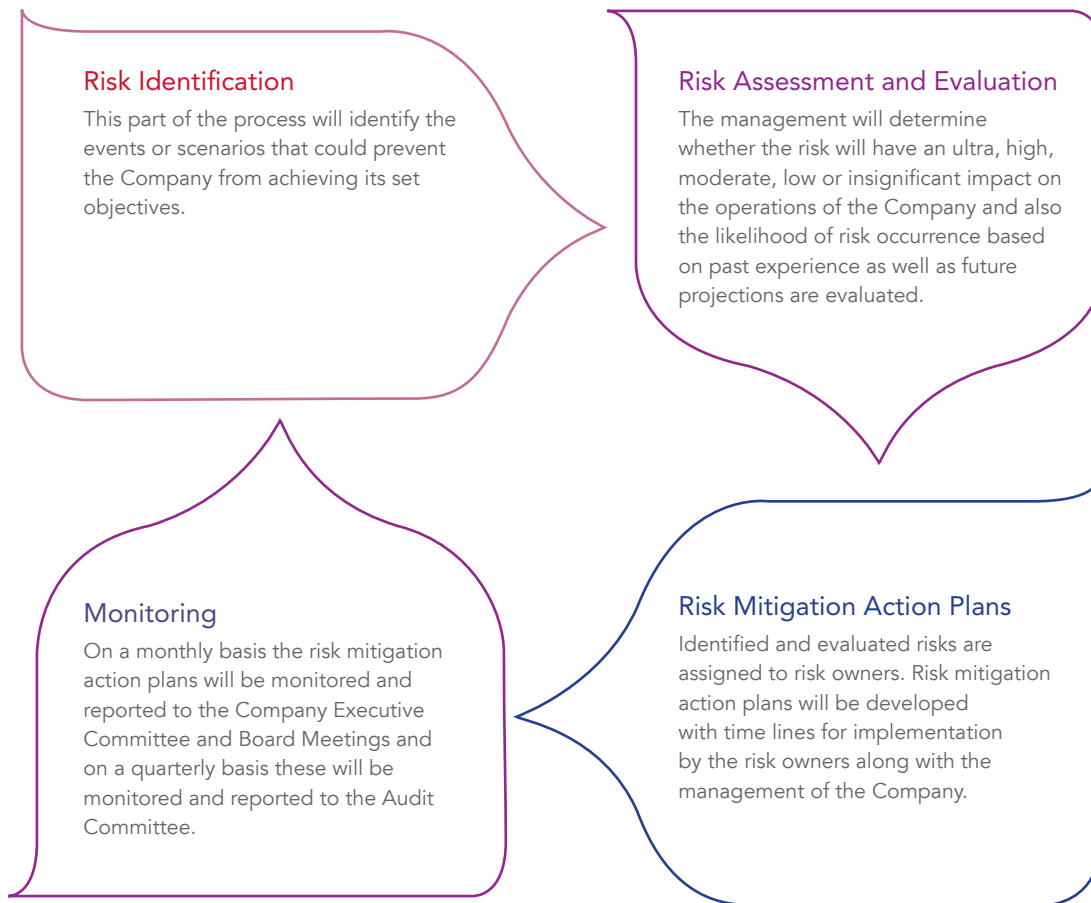 Risk Identification
This part of the process will identify the
events or scenarios that could prevent
the Company from achieving its set
objectives.
Risk Assessment and Evaluation
The management will determine
whether the risk will have an ultra, high,
moderate, low or insignificant impact on
the operations of the Company and also
the likelihood of risk occurrence based
on past experience as well as future
projections are evaluated.
Monitoring
On a monthly basis the risk mitigation
action plans will be monitored and
reported to the Company Executive
Committee and Board Meetings and
on a quarterly basis these will be
monitored and reported to the Audit
Committee.
Risk Mitigation Action Plans
Identified and evaluated risks are
assigned to risk owners. Risk mitigation
action plans will be developed
with time lines for implementation
by the risk owners along with the
management of the Company.